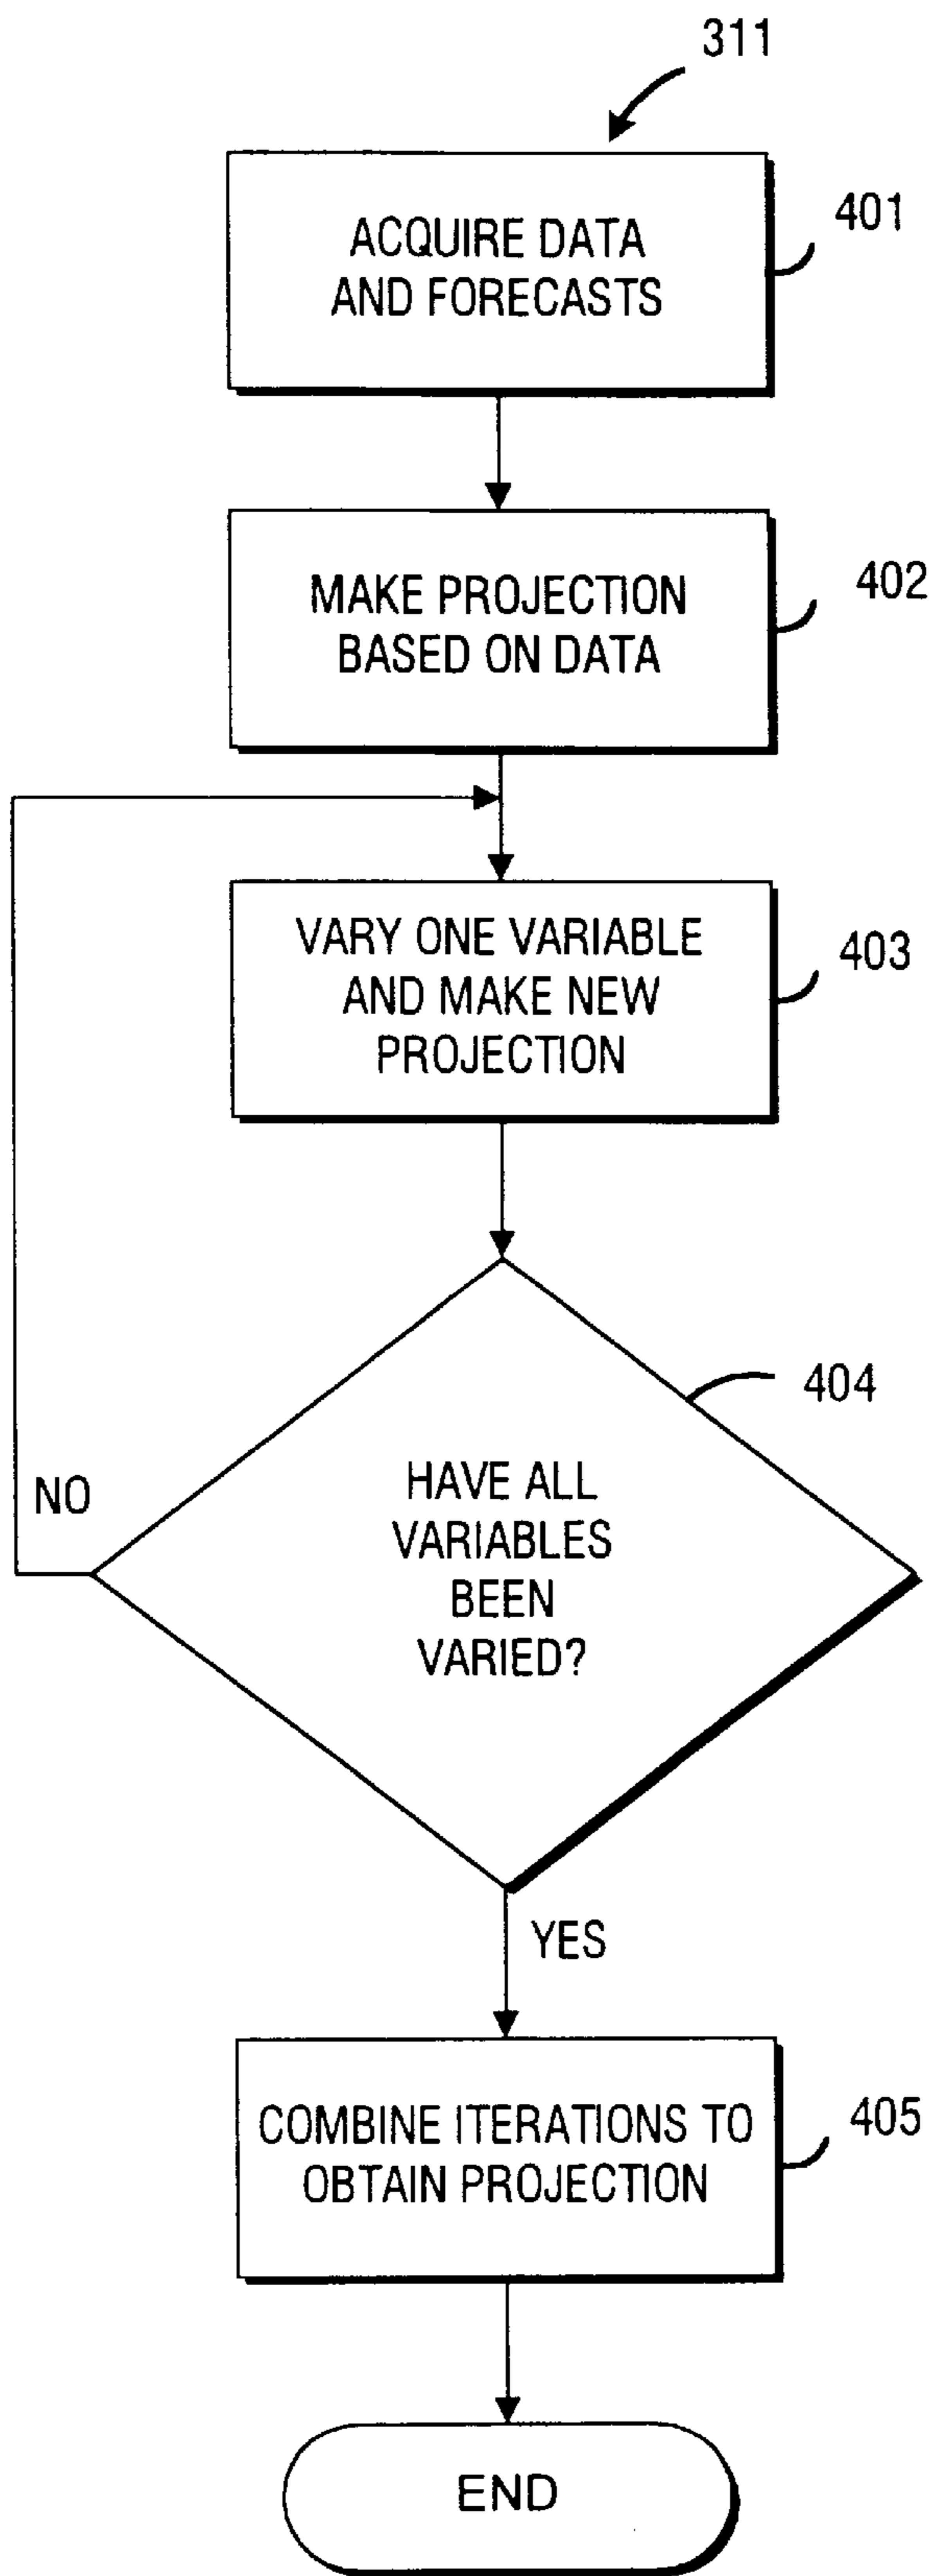 311
ACQUIRE DATA
AND FORECASTS
401
MAKE PROJECTION
BASED ON DATA
402
VARY ONE VARIABLE
AND MAKE NEW
PROJECTION
403
HAVE ALL
VARIABLES
BEEN
VARIED?
404
NO
YES
COMBINE ITERATIONS TO
OBTAIN PROJECTION
405
END